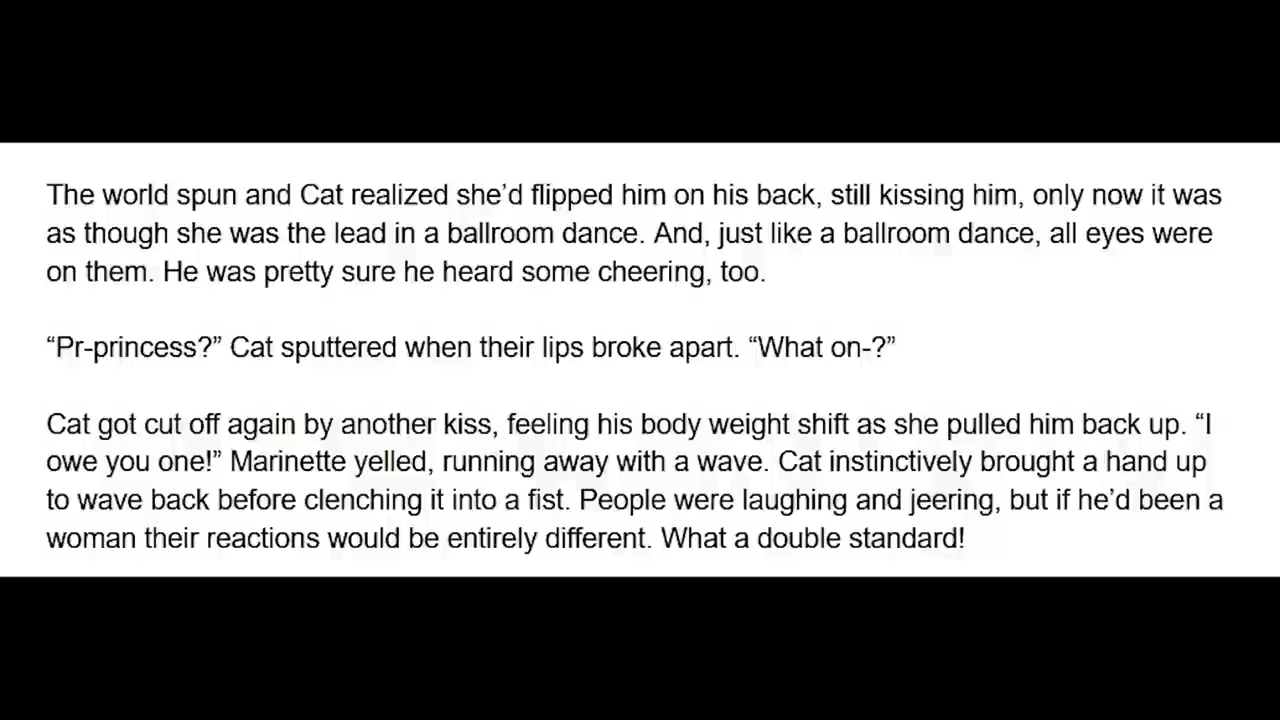 The world spun and Cat realized she’d flipped him on his back, still kissing him, only now it was
as though she was the lead in a ballroom dance. And, just like a ballroom dance, all eyes were
on them. He was pretty sure he heard some cheering, too.
“Pr-princess?” Cat sputtered when their lips broke apart. “What on-?”
Cat got cut off again by another kiss, feeling his body weight shift as she pulled him back up. “I
owe you one!” Marinette yelled, running away with a wave. Cat instinctively brought a hand up
to wave back before clenching it into a fist. People were laughing and jeering, but if he’d been a
woman their reactions would be entirely different. What a double standard!